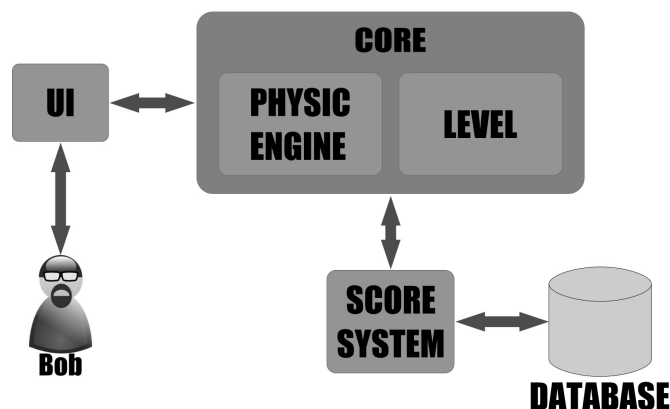 CORE
UI
PHYSIC
ENGINE
LEVEL
SCORE
SYSTEM
Bob
DATABASE